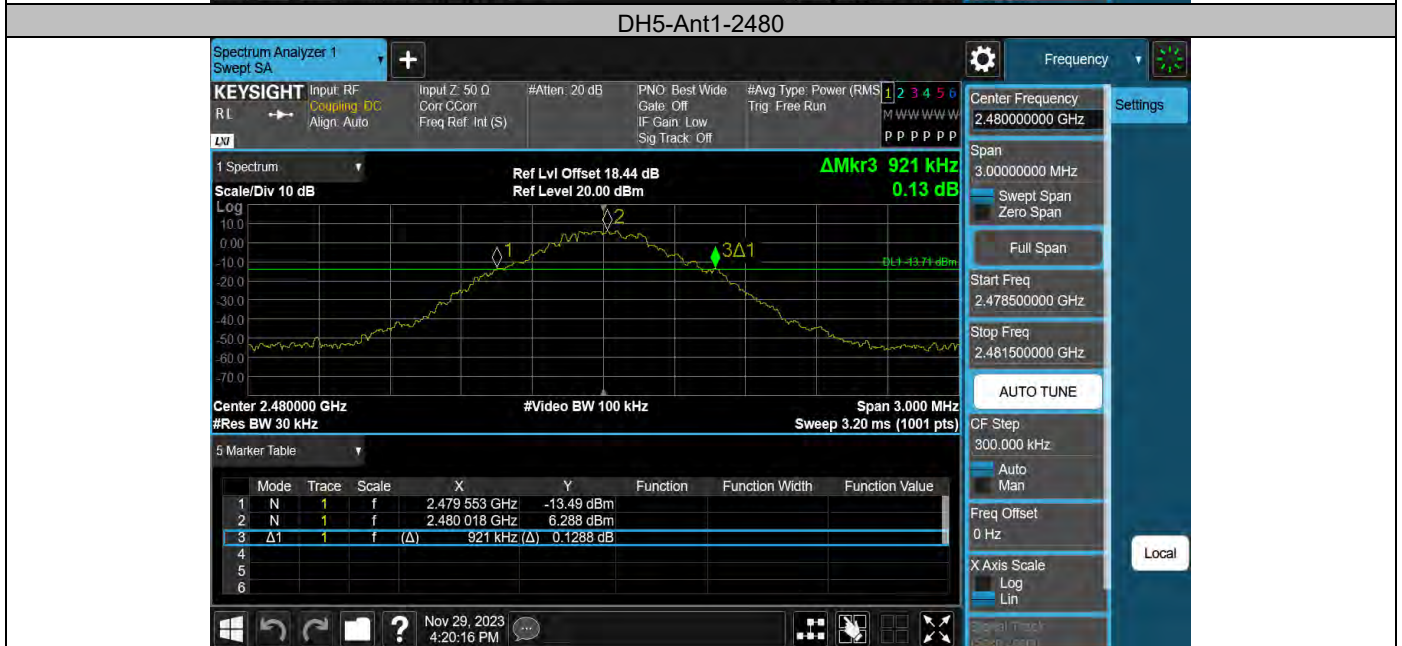 DH5-Ant1-2480
Spectrum Analyzer 1
Swept SA
+
Frequency
KEYSIGHT
RL
LXI
Input: RF
Coupling: DC
Align: Auto
Input Z: 50 Ω
Corr CCorr
Freq Ref: Int (S)
#Atten: 20 dB
PNO: Best Wide
Gate: Off
IF Gain: Low
Sig Track: Off
#Avg Type: Power (RMS
Trig: Free Run
1 2 3 4 5 6
M W W W W W
P P P P P P
Center Frequency
2.480000000 GHz
Settings
1 Spectrum
Scale/Div 10 dB
Log
Ref Lvl Offset 18.44 dB
Ref Level 20.00 dBm
ΔMkr3 921 kHz
0.13 dB
10.0
0.00
-10.0
-20.0
-30.0
-40.0
-50.0
-60.0
-70.0
1
2
3Δ1
DL1 -13.71 dBm
Center 2.480000 GHz
#Res BW 30 kHz
#Video BW 100 kHz
Span 3.000 MHz
Sweep 3.20 ms (1001 pts)
Span
3.00000000 MHz
Swept Span
Zero Span
Full Span
Start Freq
2.478500000 GHz
Stop Freq
2.481500000 GHz
AUTO TUNE
CF Step
300.000 kHz
Auto
Man
Freq Offset
0 Hz
X Axis Scale
Log
Lin
Local
5 Marker Table
Mode Trace Scale X Y Function Function Width Function Value
1 N 1 f 2.479 553 GHz -13.49 dBm
2 N 1 f 2.480 018 GHz 6.288 dBm
3 Δ1 1 f (Δ) 921 kHz (Δ) 0.1288 dB
4
5
6
?
Nov 29, 2023
4:20:16 PM